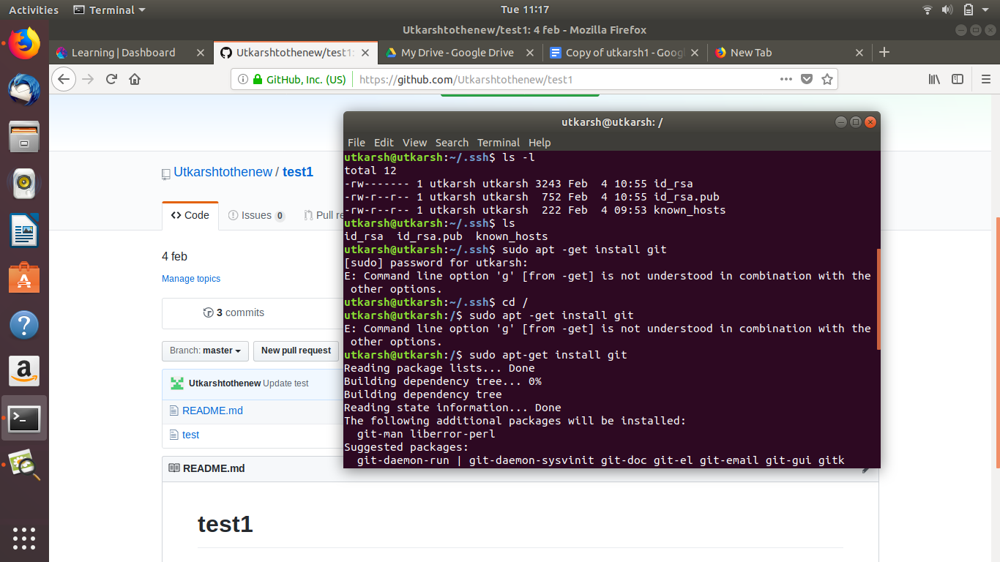 Activities Terminal Tue 11:17
Utkarshtothenew/test1: 4 feb - Mozilla Firefox
Learning | Dashboard Utkarshtothenew/test1: My Drive - Google Drive Copy of utkarsh1 - Goog New Tab
GitHub, Inc. (US) https://github.com/Utkarshtothenew/test1
Utkarshtothenew / test1
Code Issues 0 Pull re
4 feb
Manage topics
3 commits
Branch: master New pull request
Utkarshtothenew Update test
README.md
test
README.md
test1
utkarsh@utkarsh: /
File Edit View Search Terminal Help
utkarsh@utkarsh:~/.ssh$ ls -l
total 12
-rw------- 1 utkarsh utkarsh 3243 Feb  4 10:55 id_rsa
-rw-r--r-- 1 utkarsh utkarsh  752 Feb  4 10:55 id_rsa.pub
-rw-r--r-- 1 utkarsh utkarsh  222 Feb  4 09:53 known_hosts
utkarsh@utkarsh:~/.ssh$ ls
id_rsa  id_rsa.pub  known_hosts
utkarsh@utkarsh:~/.ssh$ sudo apt -get install git
[sudo] password for utkarsh:
E: Command line option 'g' [from -get] is not understood in combination with the
 other options.
utkarsh@utkarsh:~/.ssh$ cd /
utkarsh@utkarsh:/$ sudo apt -get install git
E: Command line option 'g' [from -get] is not understood in combination with the
 other options.
utkarsh@utkarsh:/$ sudo apt-get install git
Reading package lists... Done
Building dependency tree... 0%
Building dependency tree
Reading state information... Done
The following additional packages will be installed:
  git-man liberror-perl
Suggested packages:
  git-daemon-run | git-daemon-sysvinit git-doc git-el git-email git-gui gitk